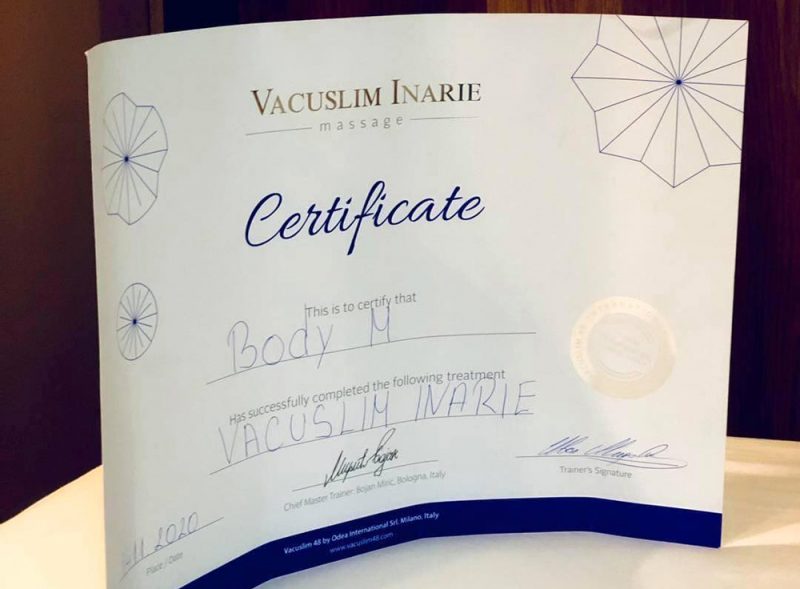 VACUSLIM INARIE
massage
Certificate
This is to certify that
Body M
Has successfully completed the following treatment
VACUSLIM INARIE
Chief Master Trainer: Bojan Miric, Bologna, Italy
Trainer's Signature
11 2020
Place / Date
Vacuslim 48 by Odea International Srl, Milano, Italy
www.vacuslim48.com